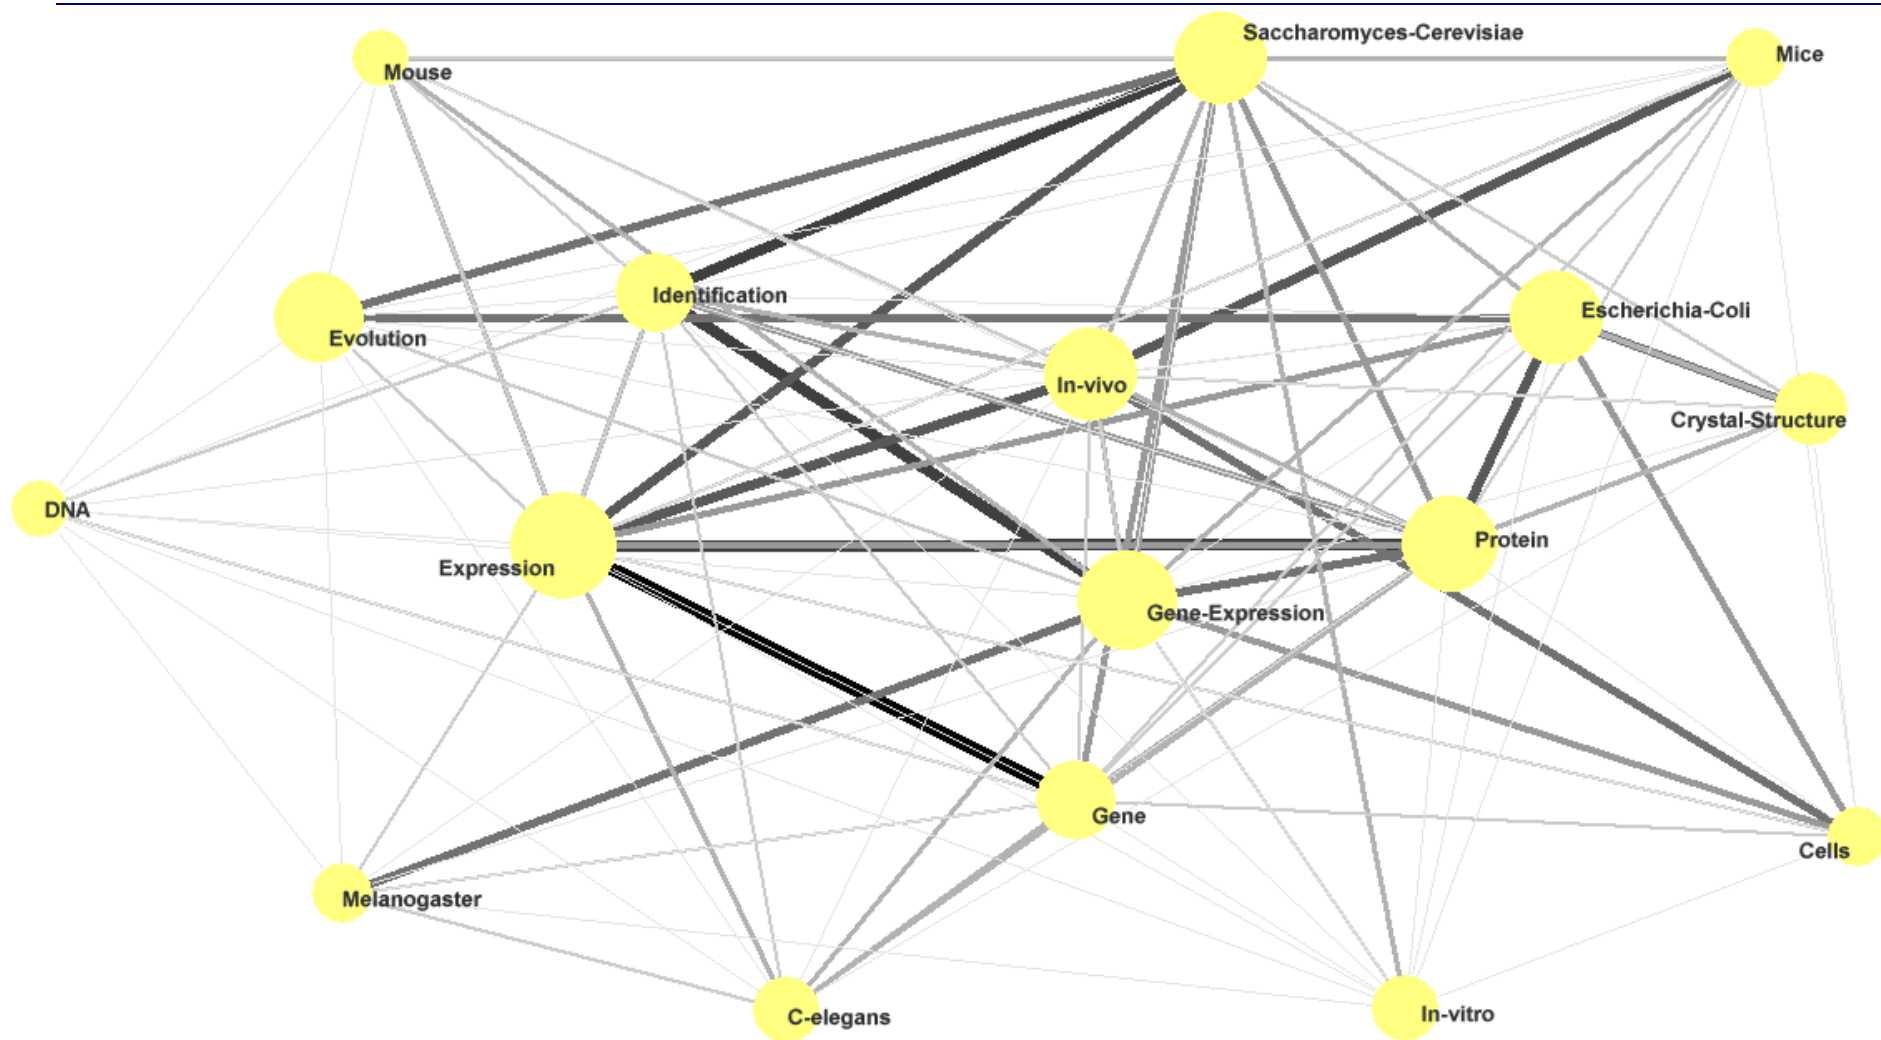 Saccharomyces-Cerevisiae
Mice
Mouse
Identification
Escherichia-Coli
Evolution
In-vivo
Crystal-Structure
DNA
Protein
Expression
Gene-Expression
Gene
Cells
Melanogaster
In-vitro
C-elegans